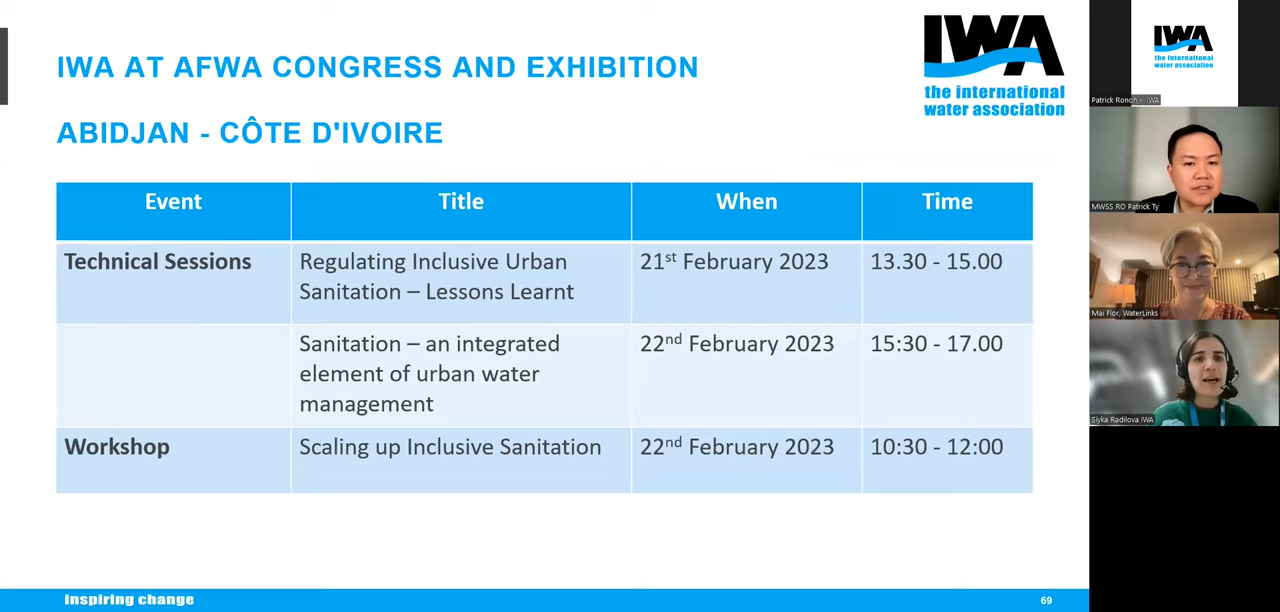 IWA AT AFWA CONGRESS AND EXHIBITION
ABIDJAN - CÔTE D'IVOIRE
IWA
the international
water association
Event Title When Time
Technical Sessions Regulating Inclusive Urban 21st February 2023 13.30 - 15.00
Sanitation – Lessons Learnt
Sanitation – an integrated 22nd February 2023 15:30 - 17.00
element of urban water
management
Workshop Scaling up Inclusive Sanitation 22nd February 2023 10:30 - 12:00
inspiring change
69
IWA
the international
water association
Patrick Ronoh - IWA
MWSS RO Patrick Ty
Mai Flor, WaterLinks
Siyka Radilova IWA